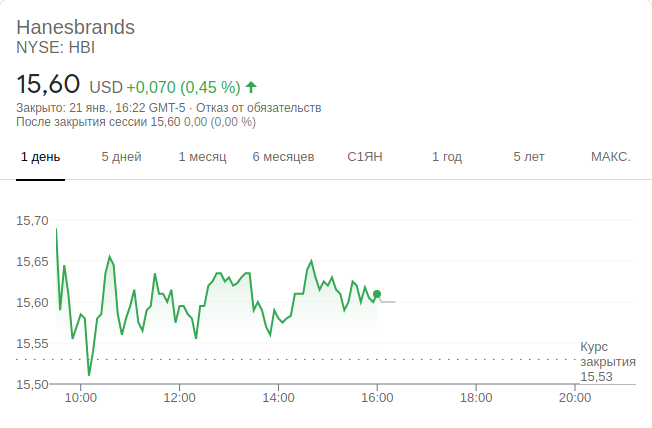 Hanesbrands
NYSE: HBI
15,60 USD +0,070 (0,45 %)
Закрыто: 21 янв., 16:22 GMT-5 · Отказ от обязательств
После закрытия сессии 15,60 0,00 (0,00 %)
1 день 5 дней 1 месяц 6 месяцев С1ЯН 1 год 5 лет МАКС.
15,70
15,65
15,60
15,55
Курс
закрытия
15,53
15,50
10:00 12:00 14:00 16:00 18:00 20:00